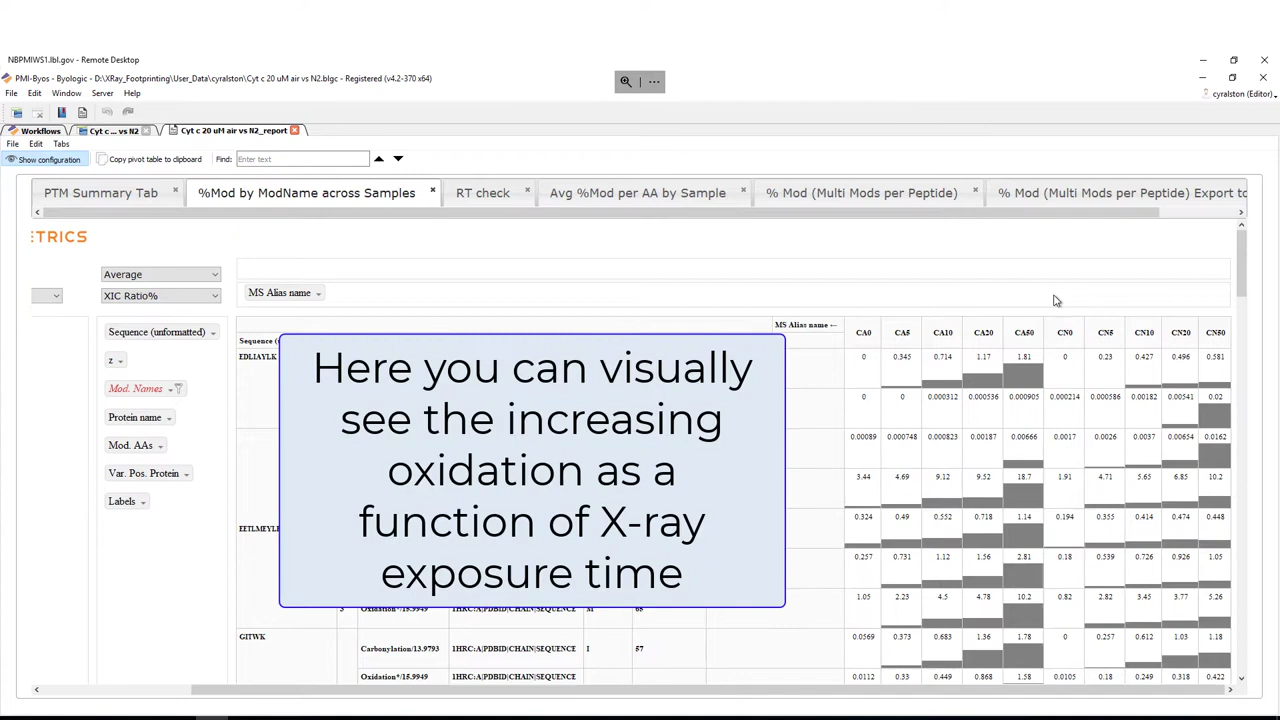 NBPMIWS1.lbl.gov - Remote Desktop
PMI-Byos - Byologic - D:\XRay_Footprinting\User_Data\cyralston\Cyt c 20 uM air vs N2.blgc - Registered (v4.2-370 x64)
File Edit Window Server Help
cyralston (Editor)
Workflows Cyt c ... vs N2 Cyt c 20 uM air vs N2_report
File Edit Tabs
Show configuration Copy pivot table to clipboard Find: Enter text
PTM Summary Tab %Mod by ModName across Samples RT check Avg %Mod per AA by Sample % Mod (Multi Mods per Peptide) % Mod (Multi Mods per Peptide) Export to
ETRICS
Average
XIC Ratio%
MS Alias name
Sequence (unformatted)
z
Mod. Names
Protein name
Mod. AAs
Var. Pos. Protein
Labels
MS Alias name ← CA0 CA5 CA10 CA20 CA50 CN0 CN5 CN10 CN20 CN50
EDLIAYLK 0 0.345 0.714 1.17 1.81 0 0.23 0.427 0.496 0.581
0 0 0.000312 0.000536 0.000905 0.000214 0.000586 0.00182 0.00541 0.02
0.00089 0.000748 0.000823 0.00187 0.00666 0.0017 0.0026 0.0037 0.00654 0.0162
3.44 4.69 9.12 9.52 18.7 1.91 4.71 5.65 6.85 10.2
EETLMEYLE 0.324 0.49 0.552 0.718 1.14 0.194 0.355 0.414 0.474 0.448
0.257 0.731 1.12 1.56 2.81 0.18 0.539 0.726 0.926 1.05
1.05 2.23 4.5 4.78 10.2 0.82 2.82 3.45 3.77 5.26
3 Oxidation*/15.9949 1HRC:A|PDBID|CHAIN|SEQUENCE M 65
GITWK 0.0569 0.373 0.683 1.36 1.78 0 0.257 0.612 1.03 1.18
Carbonylation/13.9793 1HRC:A|PDBID|CHAIN|SEQUENCE I 57
Oxidation*/15.9949 1HRC:A|PDBID|CHAIN|SEQUENCE 0.0112 0.33 0.449 0.868 1.58 0.0105 0.18 0.249 0.318 0.422
Here you can visually
see the increasing
oxidation as a
function of X-ray
exposure time